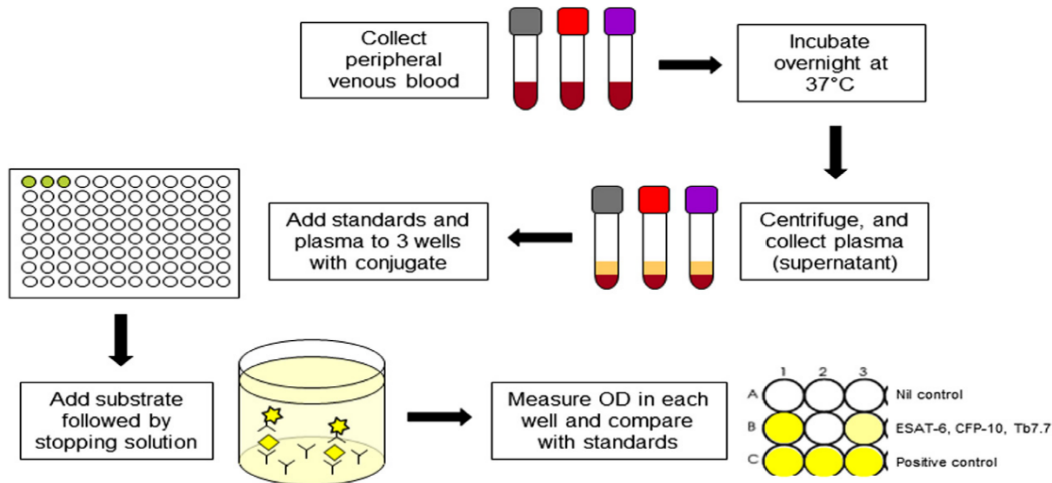 Collect
peripheral
venous blood
Incubate
overnight at
37°C
Centrifuge, and
collect plasma
(supernatant)
Add standards and
plasma to 3 wells
with conjugate
Add substrate
followed by
stopping solution
Measure OD in each
well and compare
with standards
1 2 3
A Nil control
B ESAT-6, CFP-10, Tb7.7
C Positive control